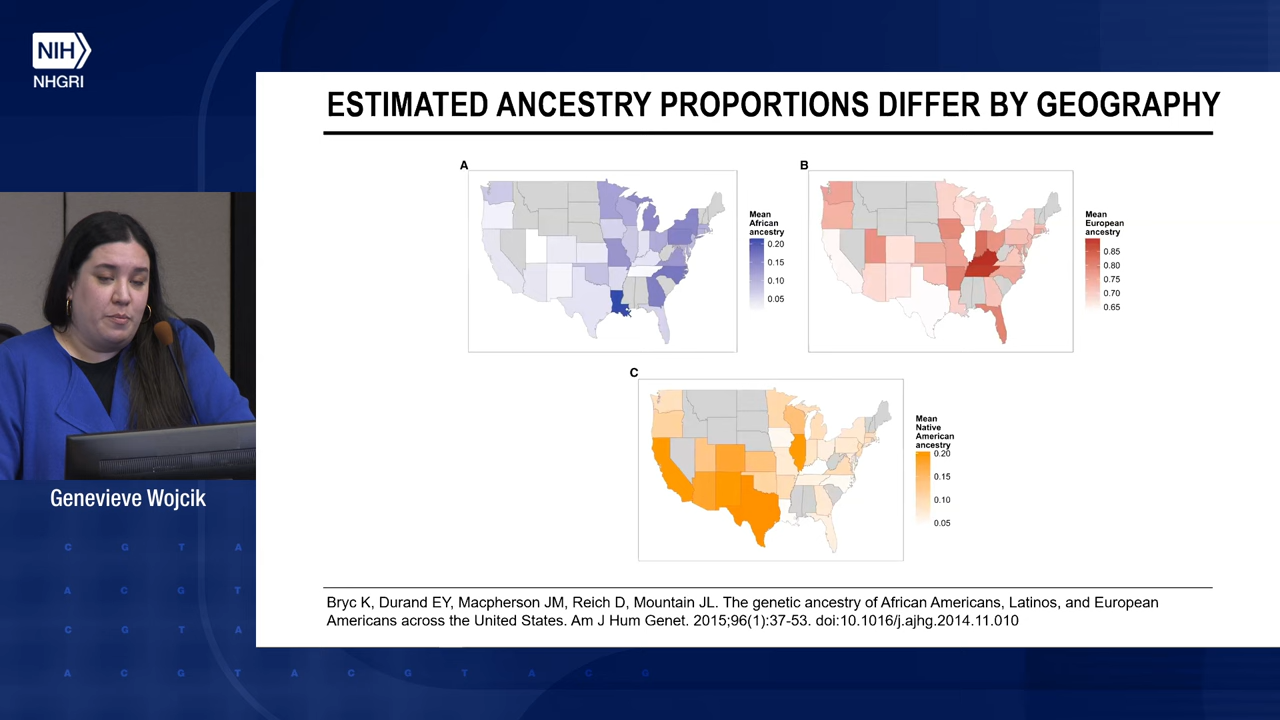 NIH
NHGRI
ESTIMATED ANCESTRY PROPORTIONS DIFFER BY GEOGRAPHY
A
Mean
African
ancestry
0.20
0.15
0.10
0.05
B
Mean
European
ancestry
0.85
0.80
0.75
0.70
0.65
C
Mean
Native
American
ancestry
0.20
0.15
0.10
0.05
Genevieve Wojcik
C G T A
A C G T
C G T A
A C G T A C G T A C G
Bryc K, Durand EY, Macpherson JM, Reich D, Mountain JL. The genetic ancestry of African Americans, Latinos, and European
Americans across the United States. Am J Hum Genet. 2015;96(1):37-53. doi:10.1016/j.ajhg.2014.11.010